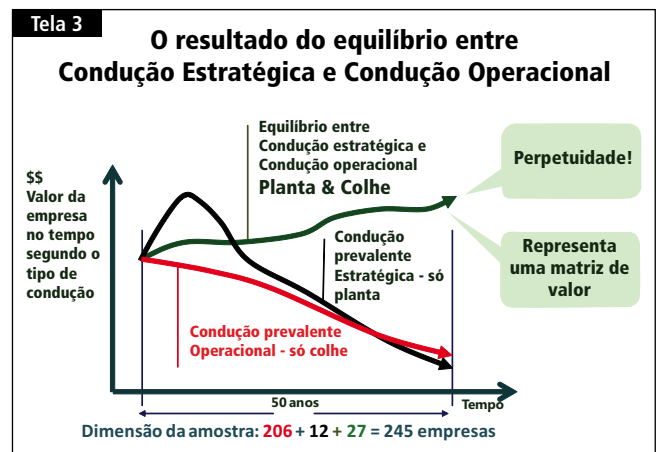 Tela 3
O resultado do equilíbrio entre
Condução Estratégica e Condução Operacional
Equilíbrio entre
Condução estratégica e
Condução operacional
Planta & Colhe
Perpetuidade!
$$
Valor da
empresa
no tempo
segundo o
tipo de
condução
Condução
prevalente
Estratégica - só
planta
Representa
uma matriz de
valor
Condução prevalente
Operacional - só colhe
50 anos
Tempo
Dimensão da amostra: 206 + 12 + 27 = 245 empresas